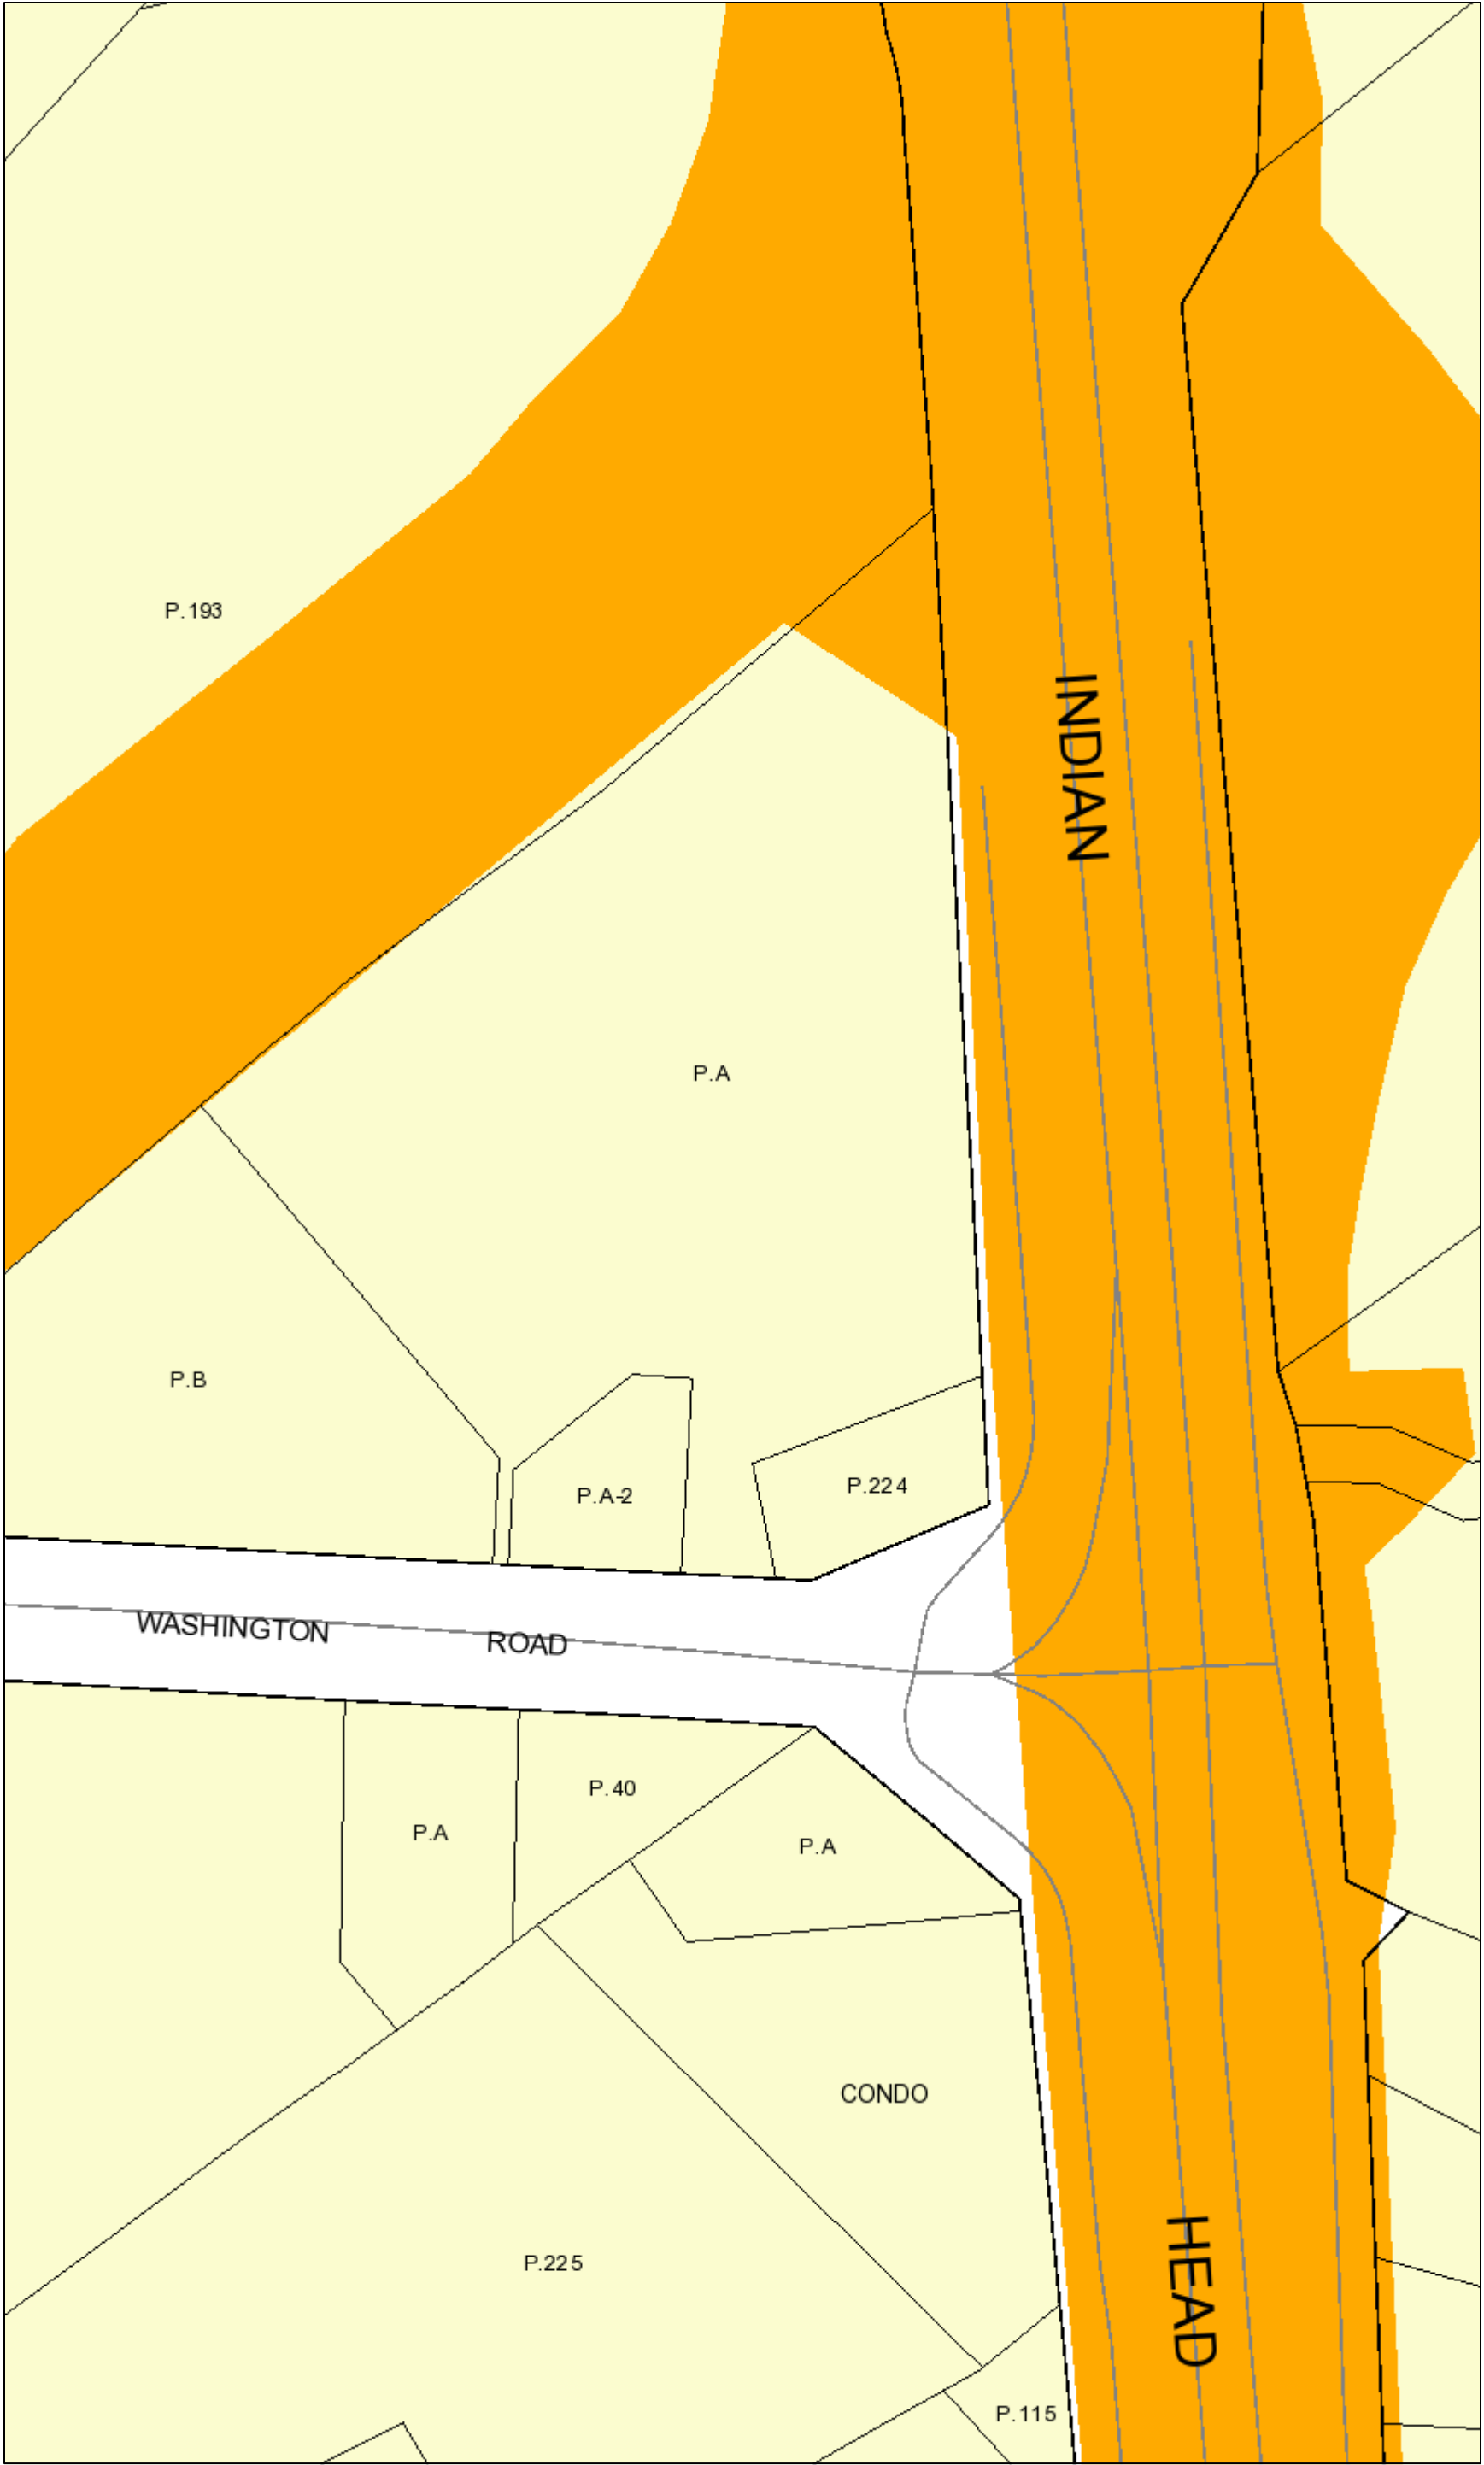 P.193
INDIAN
P.A
P.B
P.A-2
P.224
WASHINGTON ROAD
P.40
P.A
P.A
CONDO
P.225
HEAD
P.115